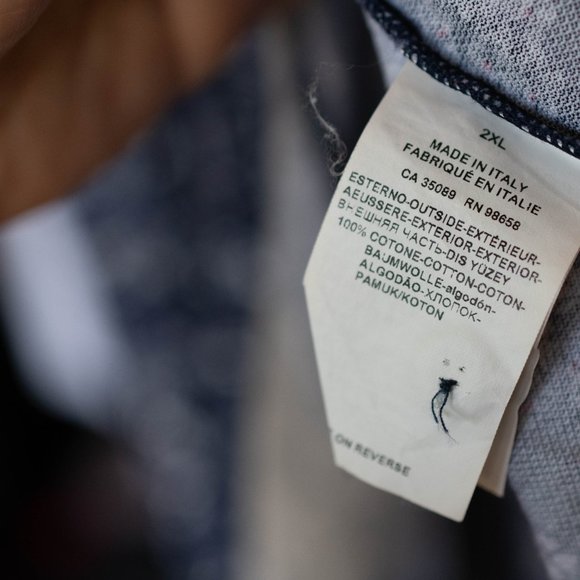 2XL
MADE IN ITALY
FABRIQUÉ EN ITALIE
CA 35089 RN 98658
ESTERNO-OUTSIDE-EXTÉRIEUR-
AEUSSERE-EXTERIOR-EXTERIOR-
ВНЕШНЯЯ ЧАСТЬ-DIS YÜZEY
100% COTONE-COTTON-COTON-
BAUMWOLLE-algodón-
ALGODÃO-ХЛОПОК-
PAMUK/KOTON
ON REVERSE